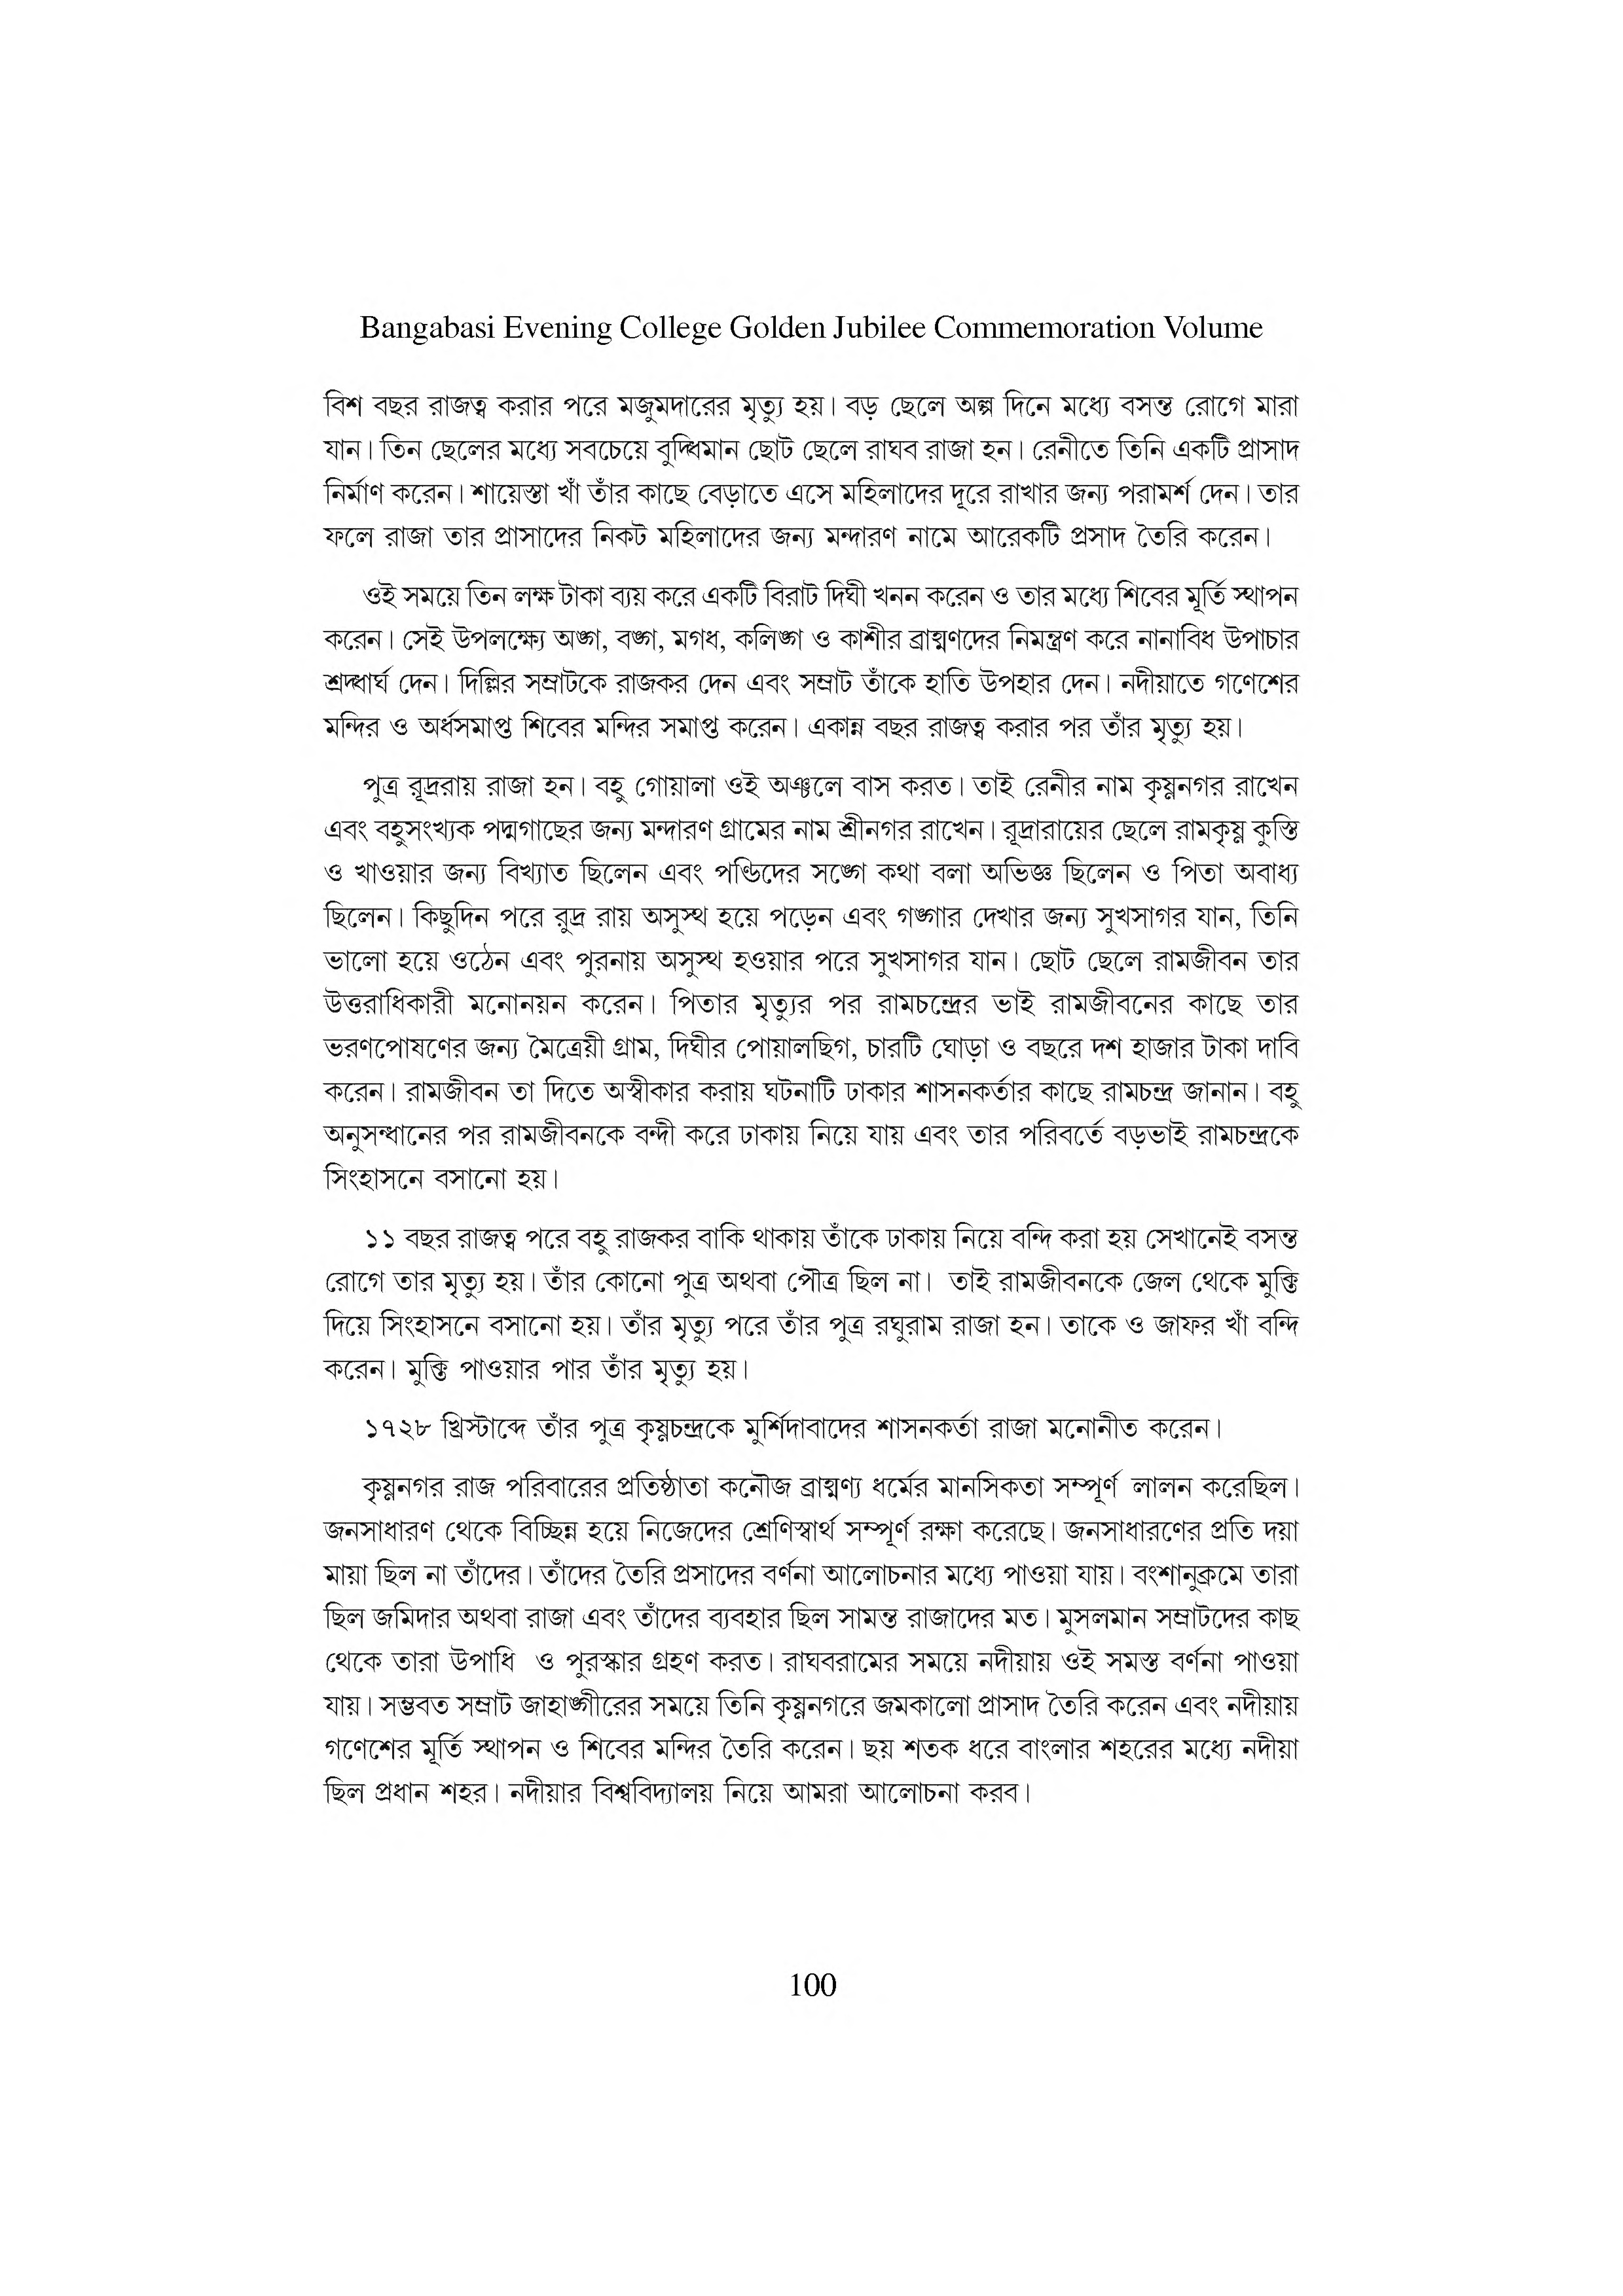 Bangabasi Evening College Golden Jubilee Commemoration Volume
বিশ বছর রাজত্ব করার পরে মজুমদারের মৃত্যু হয়। বড় ছেলে অল্প দিনে মধ্যে বসন্ত রোগে মারা
যান। তিন ছেলের মধ্যে সবচেয়ে বুদ্ধিমান ছোট ছেলে রাঘব রাজা হন। রেনীতে তিনি একটি প্রাসাদ
নির্মাণ করেন। শায়েস্তা খাঁ তাঁর কাছে বেড়াতে এসে মহিলাদের দূরে রাখার জন্য পরামর্শ দেন। তার
ফলে রাজা তার প্রাসাদের নিকট মহিলাদের জন্য মন্দারণ নামে আরেকটি প্রসাদ তৈরি করেন।
ওই সময়ে তিন লক্ষ টাকা ব্যয় করে একটি বিরাট দিঘী খনন করেন ও তার মধ্যে শিবের মূর্তি স্থাপন
করেন। সেই উপলক্ষ্যে অঙ্গ, বঙ্গ, মগধ, কলিঙ্গ ও কাশীর ব্রাহ্মণদের নিমন্ত্রণ করে নানাবিধ উপাচার
শ্রদ্ধার্ঘ দেন। দিল্লির সম্রাটকে রাজকর দেন এবং সম্রাট তাঁকে হাতি উপহার দেন। নদীয়াতে গণেশের
মন্দির ও অর্ধসমাপ্ত শিবের মন্দির সমাপ্ত করেন। একান্ন বছর রাজত্ব করার পর তাঁর মৃত্যু হয়।
পুত্র রূদ্ররায় রাজা হন। বহু গোয়ালা ওই অঞ্চলে বাস করত। তাই রেনীর নাম কৃষ্ণনগর রাখেন
এবং বহুসংখ্যক পদ্মগাছের জন্য মন্দারণ গ্রামের নাম শ্রীনগর রাখেন। রূদ্রারায়ের ছেলে রামকৃষ্ণ কুস্তি
ও খাওয়ার জন্য বিখ্যাত ছিলেন এবং পণ্ডিদের সঙ্গে কথা বলা অভিজ্ঞ ছিলেন ও পিতা অবাধ্য
ছিলেন। কিছুদিন পরে রুদ্র রায় অসুস্থ হয়ে পড়েন এবং গঙ্গার দেখার জন্য সুখসাগর যান, তিনি
ভালো হয়ে ওঠেন এবং পুরনায় অসুস্থ হওয়ার পরে সুখসাগর যান। ছোট ছেলে রামজীবন তার
উত্তরাধিকারী মনোনয়ন করেন। পিতার মৃত্যুর পর রামচন্দ্রের ভাই রামজীবনের কাছে তার
ভরণপোষণের জন্য মৈত্রেয়ী গ্রাম, দিঘীর পোয়ালছিগ, চারটি ঘোড়া ও বছরে দশ হাজার টাকা দাবি
করেন। রামজীবন তা দিতে অস্বীকার করায় ঘটনাটি ঢাকার শাসনকর্তার কাছে রামচন্দ্র জানান। বহু
অনুসন্ধানের পর রামজীবনকে বন্দী করে ঢাকায় নিয়ে যায় এবং তার পরিবর্তে বড়ভাই রামচন্দ্রকে
সিংহাসনে বসানো হয়।
১১ বছর রাজত্ব পরে বহু রাজকর বাকি থাকায় তাঁকে ঢাকায় নিয়ে বন্দি করা হয় সেখানেই বসন্ত
রোগে তার মৃত্যু হয়। তাঁর কোনো পুত্র অথবা পৌত্র ছিল না। তাই রামজীবনকে জেল থেকে মুক্তি
দিয়ে সিংহাসনে বসানো হয়। তাঁর মৃত্যু পরে তাঁর পুত্র রঘুরাম রাজা হন। তাকে ও জাফর খাঁ বন্দি
করেন। মুক্তি পাওয়ার পার তাঁর মৃত্যু হয়।
১৭২৮ খ্রিস্টাব্দে তাঁর পুত্র কৃষ্ণচন্দ্রকে মুর্শিদাবাদের শাসনকর্তা রাজা মনোনীত করেন।
কৃষ্ণনগর রাজ পরিবারের প্রতিষ্ঠাতা কনৌজ ব্রাহ্মণ্য ধর্মের মানসিকতা সম্পূর্ণ লালন করেছিল।
জনসাধারণ থেকে বিচ্ছিন্ন হয়ে নিজেদের শ্রেণিস্বার্থ সম্পূর্ণ রক্ষা করেছে। জনসাধারণের প্রতি দয়া
মায়া ছিল না তাঁদের। তাঁদের তৈরি প্রসাদের বর্ণনা আলোচনার মধ্যে পাওয়া যায়। বংশানুক্রমে তারা
ছিল জমিদার অথবা রাজা এবং তাঁদের ব্যবহার ছিল সামন্ত রাজাদের মত। মুসলমান সম্রাটদের কাছ
থেকে তারা উপাধি ও পুরস্কার গ্রহণ করত। রাঘবরামের সময়ে নদীয়ায় ওই সমস্ত বর্ণনা পাওয়া
যায়। সম্ভবত সম্রাট জাহাঙ্গীরের সময়ে তিনি কৃষ্ণনগরে জমকালো প্রাসাদ তৈরি করেন এবং নদীয়ায়
গণেশের মূর্তি স্থাপন ও শিবের মন্দির তৈরি করেন। ছয় শতক ধরে বাংলার শহরের মধ্যে নদীয়া
ছিল প্রধান শহর। নদীয়ার বিশ্ববিদ্যালয় নিয়ে আমরা আলোচনা করব।
100